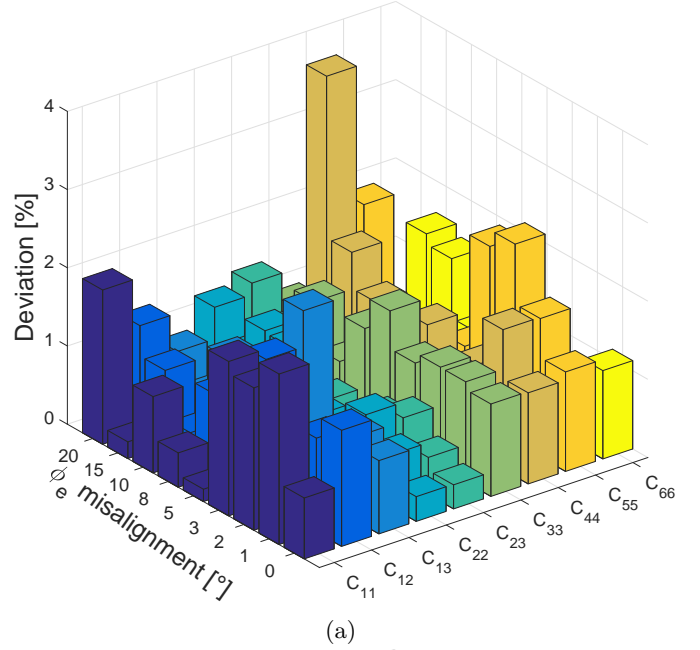 4
3
2
1
0
Deviation [%]
20
15
10
8
5
3
2
1
0
∅e misalignment [°]
C11
C12
C13
C22
C23
C33
C44
C55
C66
(a)